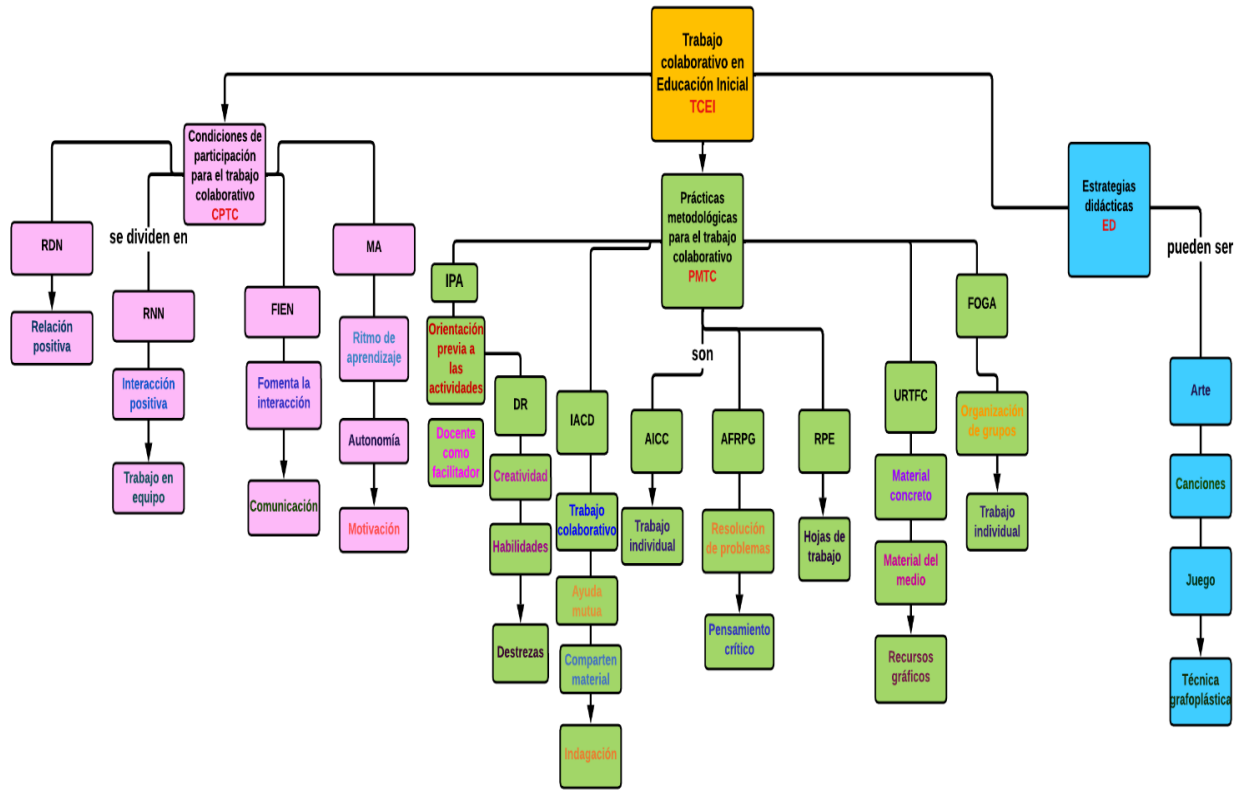 Trabajo
colaborativo en
Educación Inicial
TCEI
Condiciones de
participación
para el trabajo
colaborativo
CPTC
se dividen en
RDN
Relación
positiva
RNN
Interacción
positiva
Trabajo en
equipo
FIEN
Fomenta la
interacción
Comunicación
MA
Ritmo de
aprendizaje
Autonomía
Motivación
Prácticas
metodológicas
para el trabajo
colaborativo
PMTC
son
IPA
Orientación
previa a
las
actividades
Docente
como
facilitador
DR
Creatividad
Habilidades
Destrezas
IACD
Trabajo
colaborativo
Ayuda
mutua
Comparten
material
Indagación
AICC
Trabajo
individual
AFRPG
Resolución
de problemas
Pensamiento
crítico
RPE
Hojas de
trabajo
URTFC
Material
concreto
Material del
medio
Recursos
gráficos
FOGA
Organización
de grupos
Trabajo
individual
Estrategias
didácticas
ED
pueden ser
Arte
Canciones
Juego
Técnica
grafoplástica